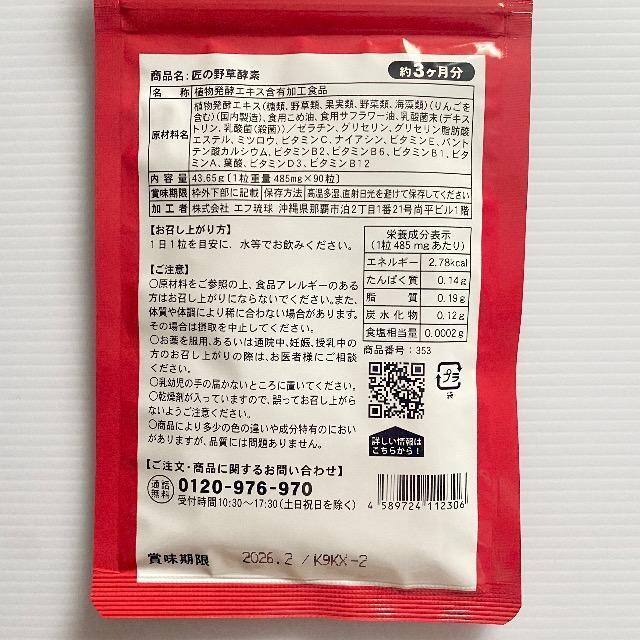 商品名:匠の野草酵素
約3ヶ月分
名 称 植物発酵エキス含有加工食品
原材料名
植物発酵エキス(糖類、野草類、果実類、野菜類、海藻類)(りんごを
含む)(国内製造)、食用こめ油、食用サフラワー油、乳酸菌末(デキス
トリン、乳酸菌(殺菌))／ゼラチン、グリセリン、グリセリン脂肪酸
エステル、ミツロウ、ビタミンC、ナイアシン、ビタミンE、パント
テン酸カルシウム、ビタミンB2、ビタミンB6、ビタミンB1、ビ
タミンA、葉酸、ビタミンD3、ビタミンB12
内 容 量 43.65g[1粒重量 485mg×90粒]
賞味期限 枠外下部に記載 保存方法 高温多湿、直射日光を避けて保存してください
加 工 者 株式会社 エフ琉球 沖縄県那覇市泊2丁目1番21号尚平ビル1階
【お召し上がり方】
1日1粒を目安に、水等でお飲みください。
【ご注意】
○原材料をご参照の上、食品アレルギーのある
方はお召し上がりにならないでください。また、
体質や体調により稀に合わない場合があります。
その場合は摂取を中止してください。
○お薬を服用、あるいは通院中、妊娠、授乳中の
方のお召し上がりの際は、お医者様にご相談
ください。
○乳幼児の手の届かないところに置いてください。
○乾燥剤が入っていますので、誤ってお召し上がら
ないようご注意ください。
○商品により多少の色の違いや成分特有のにおい
がありますが、品質には問題ありません。
栄養成分表示
(1粒485mgあたり)
エネルギー 2.78kcal
たんぱく質 0.14g
脂 質 0.19g
炭水化物 0.12g
食塩相当量 0.0002g
商品番号:353
プラ
袋
詳しい情報は
こちらから!
【ご注文・商品に関するお問い合わせ】
通話無料 0120-976-970
受付時間10:30～17:30(土日祝日を除く)
4 589724 112306
賞味期限 2026.2 / K9KX-2